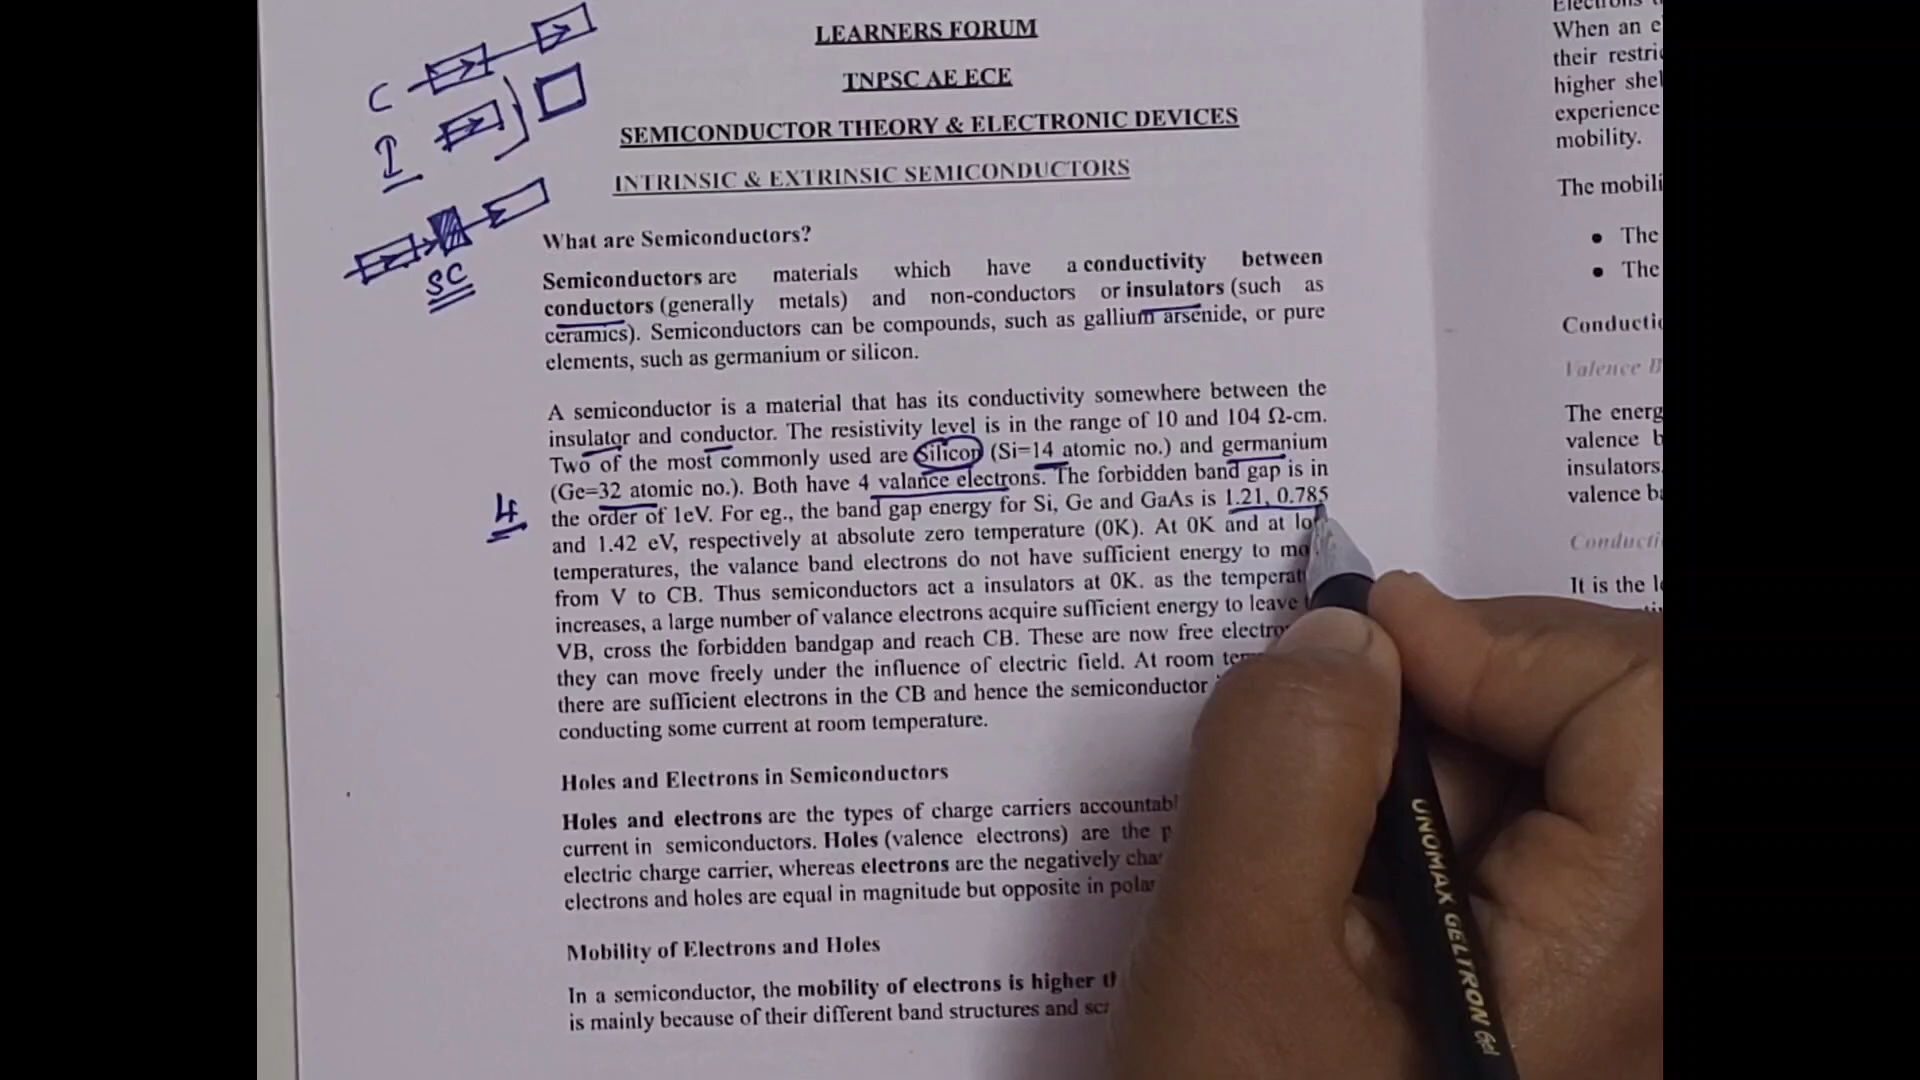 LEARNERS FORUM
TNPSC AE ECE
SEMICONDUCTOR THEORY & ELECTRONIC DEVICES
INTRINSIC & EXTRINSIC SEMICONDUCTORS
C
I
SC
What are Semiconductors?
Semiconductors are materials which have a conductivity between
conductors (generally metals) and non-conductors or insulators (such as
ceramics). Semiconductors can be compounds, such as gallium arsenide, or pure
elements, such as germanium or silicon.
A semiconductor is a material that has its conductivity somewhere between the
insulator and conductor. The resistivity level is in the range of 10 and 104 Ω-cm.
Two of the most commonly used are Silicon (Si=14 atomic no.) and germanium
(Ge=32 atomic no.). Both have 4 valance electrons. The forbidden band gap is in
4
the order of 1eV. For eg., the band gap energy for Si, Ge and GaAs is 1.21, 0.785
and 1.42 eV, respectively at absolute zero temperature (0K). At 0K and at
temperatures, the valance band electrons do not have sufficient energy to
from V to CB. Thus semiconductors act a insulators at 0K. as the
increases, a large number of valance electrons acquire sufficient energy to leave
VB, cross the forbidden bandgap and reach CB. These are now free
they can move freely under the influence of electric field. At room
there are sufficient electrons in the CB and hence the semiconductor
conducting some current at room temperature.
Holes and Electrons in Semiconductors
Holes and electrons are the types of charge carriers
current in semiconductors. Holes (valence electrons) are the
electric charge carrier, whereas electrons are the negatively
electrons and holes are equal in magnitude but opposite in
Mobility of Electrons and Holes
In a semiconductor, the mobility of electrons is higher
is mainly because of their different band structures and
When an
their
higher
experience
mobility.
The
The
The
Valence
The
valence
insulators.
valence
It is the
UNOMAX GELTRON Gel